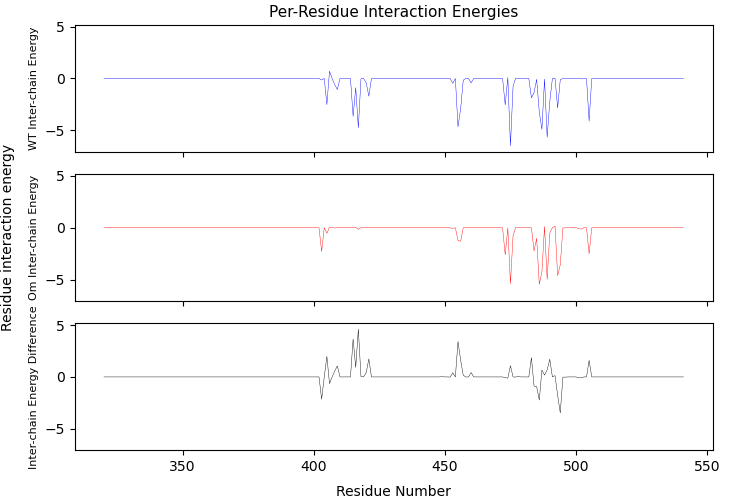 Per-Residue Interaction Energies
Residue interaction energy
WT Inter-chain Energy
5
0
−5
Om Inter-chain Energy
5
0
−5
Inter-chain Energy Difference
5
0
−5
350
400
450
500
550
Residue Number